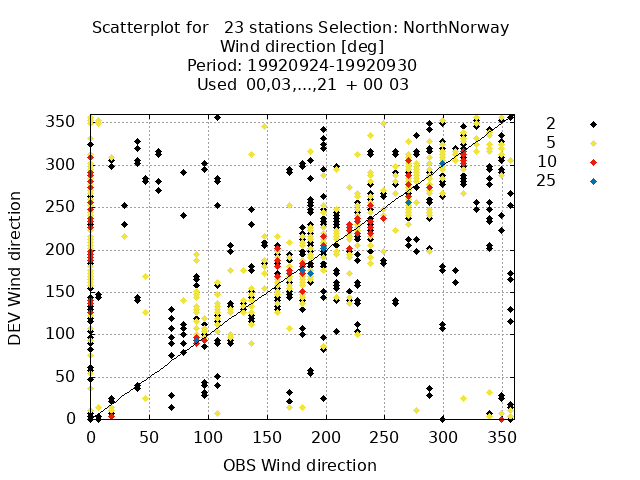 Scatterplot for   23 stations Selection: NorthNorway
Wind direction [deg]
Period: 19920924-19920930
Used  00,03,...,21  + 00 03
2
5
10
25
DEV Wind direction
350
300
250
200
150
100
50
0
0 50 100 150 200 250 300 350
OBS Wind direction